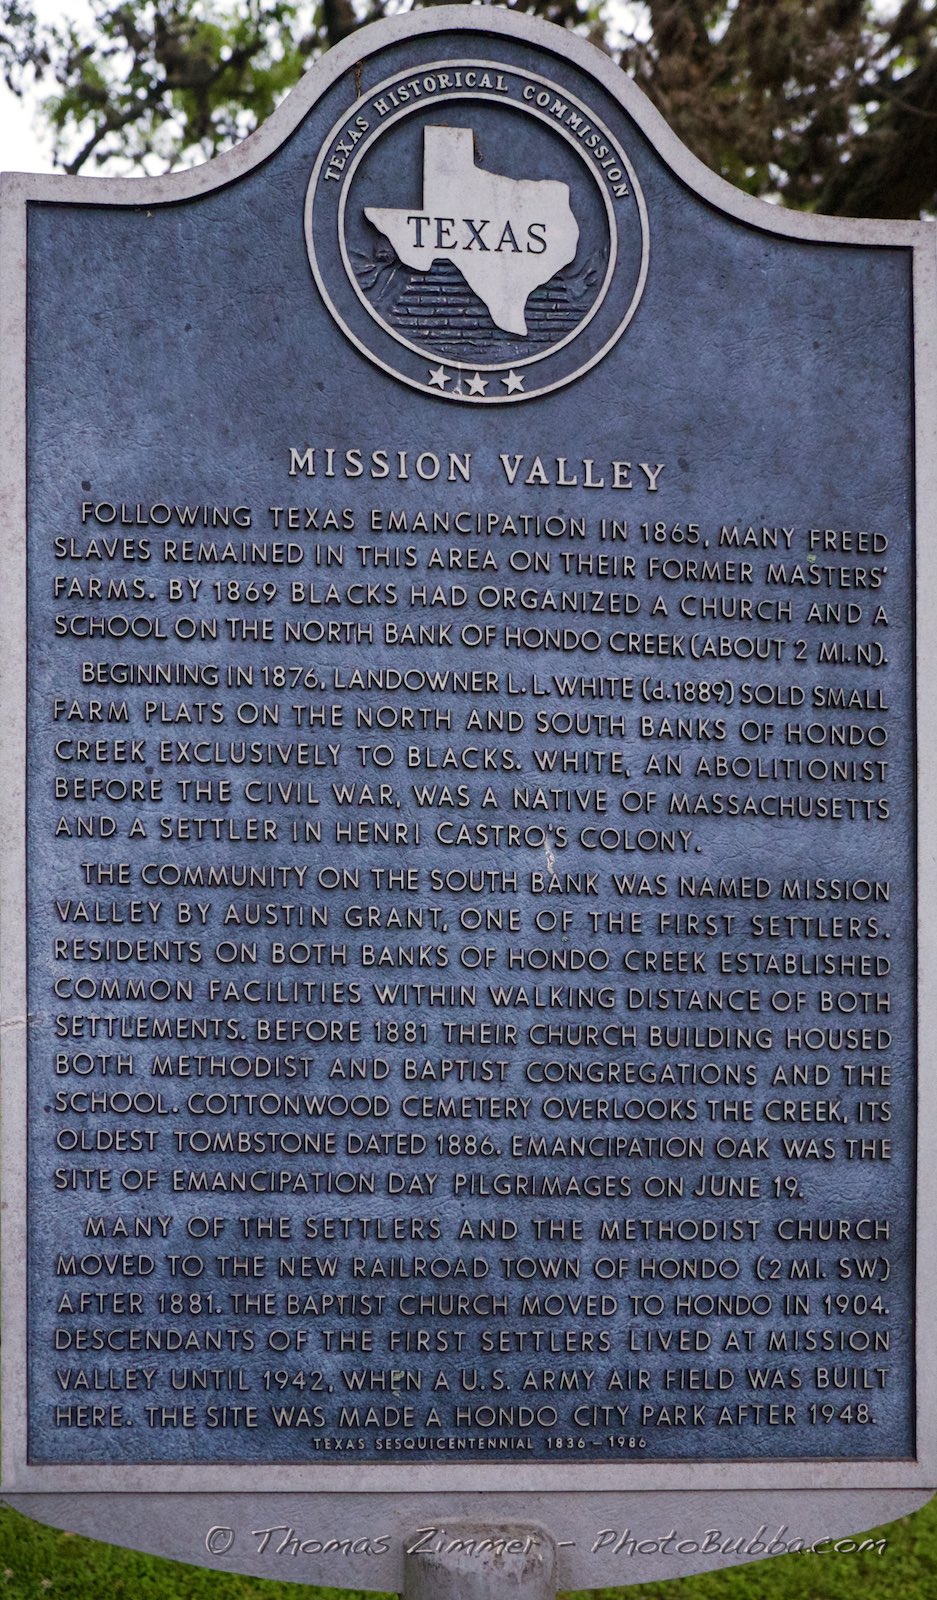 TEXAS HISTORICAL COMMISSION
TEXAS
MISSION VALLEY
FOLLOWING TEXAS EMANCIPATION IN 1865, MANY FREED
SLAVES REMAINED IN THIS AREA ON THEIR FORMER MASTERS'
FARMS. BY 1869 BLACKS HAD ORGANIZED A CHURCH AND A
SCHOOL ON THE NORTH BANK OF HONDO CREEK (ABOUT 2 MI. N).
BEGINNING IN 1876, LANDOWNER L. L. WHITE (d.1889) SOLD SMALL
FARM PLATS ON THE NORTH AND SOUTH BANKS OF HONDO
CREEK EXCLUSIVELY TO BLACKS. WHITE, AN ABOLITIONIST
BEFORE THE CIVIL WAR, WAS A NATIVE OF MASSACHUSETTS
AND A SETTLER IN HENRI CASTRO'S COLONY.
THE COMMUNITY ON THE SOUTH BANK WAS NAMED MISSION
VALLEY BY AUSTIN GRANT, ONE OF THE FIRST SETTLERS.
RESIDENTS ON BOTH BANKS OF HONDO CREEK ESTABLISHED
COMMON FACILITIES WITHIN WALKING DISTANCE OF BOTH
SETTLEMENTS. BEFORE 1881 THEIR CHURCH BUILDING HOUSED
BOTH METHODIST AND BAPTIST CONGREGATIONS AND THE
SCHOOL. COTTONWOOD CEMETERY OVERLOOKS THE CREEK, ITS
OLDEST TOMBSTONE DATED 1886. EMANCIPATION OAK WAS THE
SITE OF EMANCIPATION DAY PILGRIMAGES ON JUNE 19.
MANY OF THE SETTLERS AND THE METHODIST CHURCH
MOVED TO THE NEW RAILROAD TOWN OF HONDO (2 MI. SW)
AFTER 1881. THE BAPTIST CHURCH MOVED TO HONDO IN 1904.
DESCENDANTS OF THE FIRST SETTLERS LIVED AT MISSION
VALLEY UNTIL 1942, WHEN A U.S. ARMY AIR FIELD WAS BUILT
HERE. THE SITE WAS MADE A HONDO CITY PARK AFTER 1948.
TEXAS SESQUICENTENNIAL 1836 – 1986
© Thomas Zimmer - PhotoBubba.com